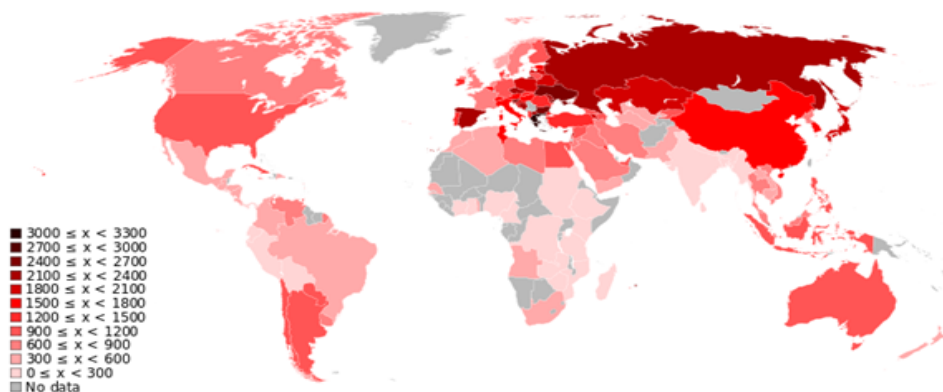 3000 ≤ x < 3300
2700 ≤ x < 3000
2400 ≤ x < 2700
2100 ≤ x < 2400
1800 ≤ x < 2100
1500 ≤ x < 1800
1200 ≤ x < 1500
900 ≤ x < 1200
600 ≤ x < 900
300 ≤ x < 600
0 ≤ x < 300
No data